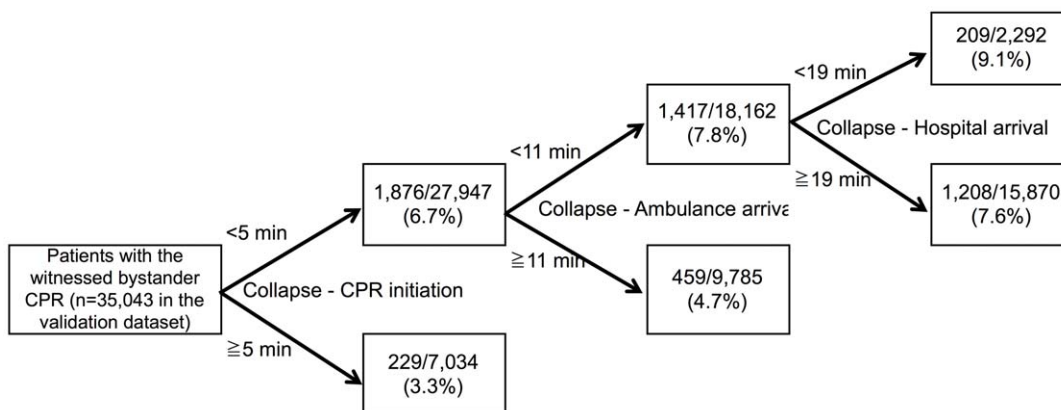 Patients with the
witnessed bystander
CPR (n=35,043 in the
validation dataset)
<5 min
Collapse - CPR initiation
≧5 min
1,876/27,947
(6.7%)
229/7,034
(3.3%)
<11 min
Collapse - Ambulance arriva
≧11 min
1,417/18,162
(7.8%)
459/9,785
(4.7%)
<19 min
Collapse - Hospital arrival
≧19 min
209/2,292
(9.1%)
1,208/15,870
(7.6%)